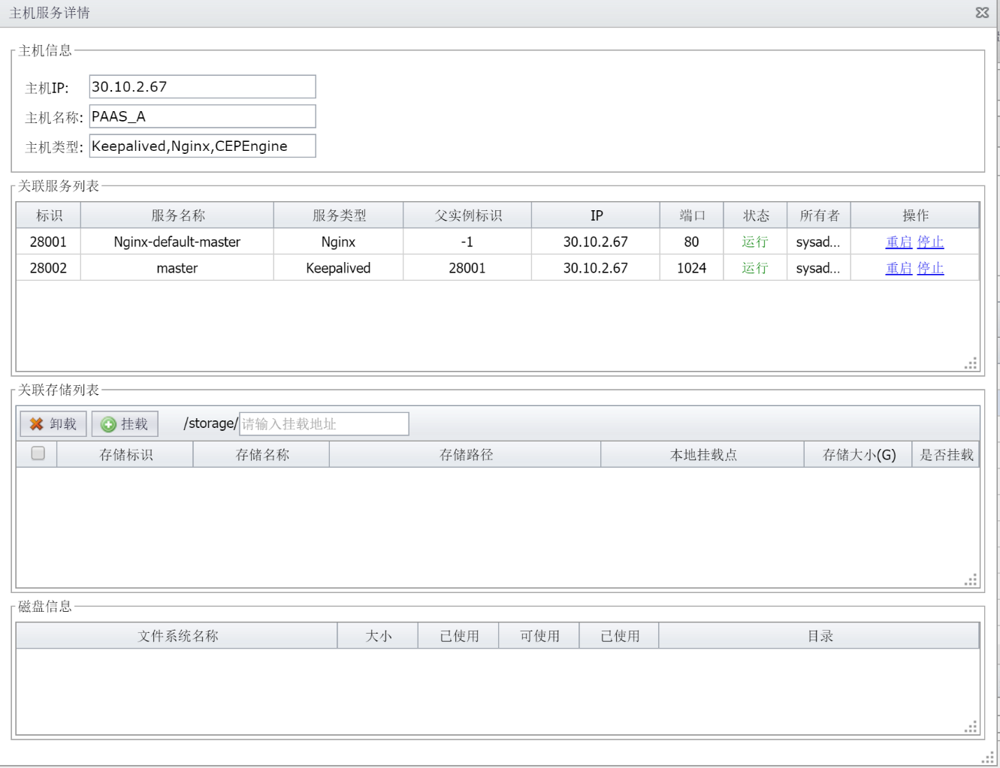 主机服务详情
主机信息
主机IP: 30.10.2.67
主机名称: PAAS_A
主机类型: Keepalived,Nginx,CEPEngine
关联服务列表
标识 服务名称 服务类型 父实例标识 IP 端口 状态 所有者 操作
28001 Nginx-default-master Nginx -1 30.10.2.67 80 运行 sysad... 重启 停止
28002 master Keepalived 28001 30.10.2.67 1024 运行 sysad... 重启 停止
关联存储列表
卸载 挂载 /storage/ 请输入挂载地址
存储标识 存储名称 存储路径 本地挂载点 存储大小(G) 是否挂载
磁盘信息
文件系统名称 大小 己使用 可使用 己使用 目录